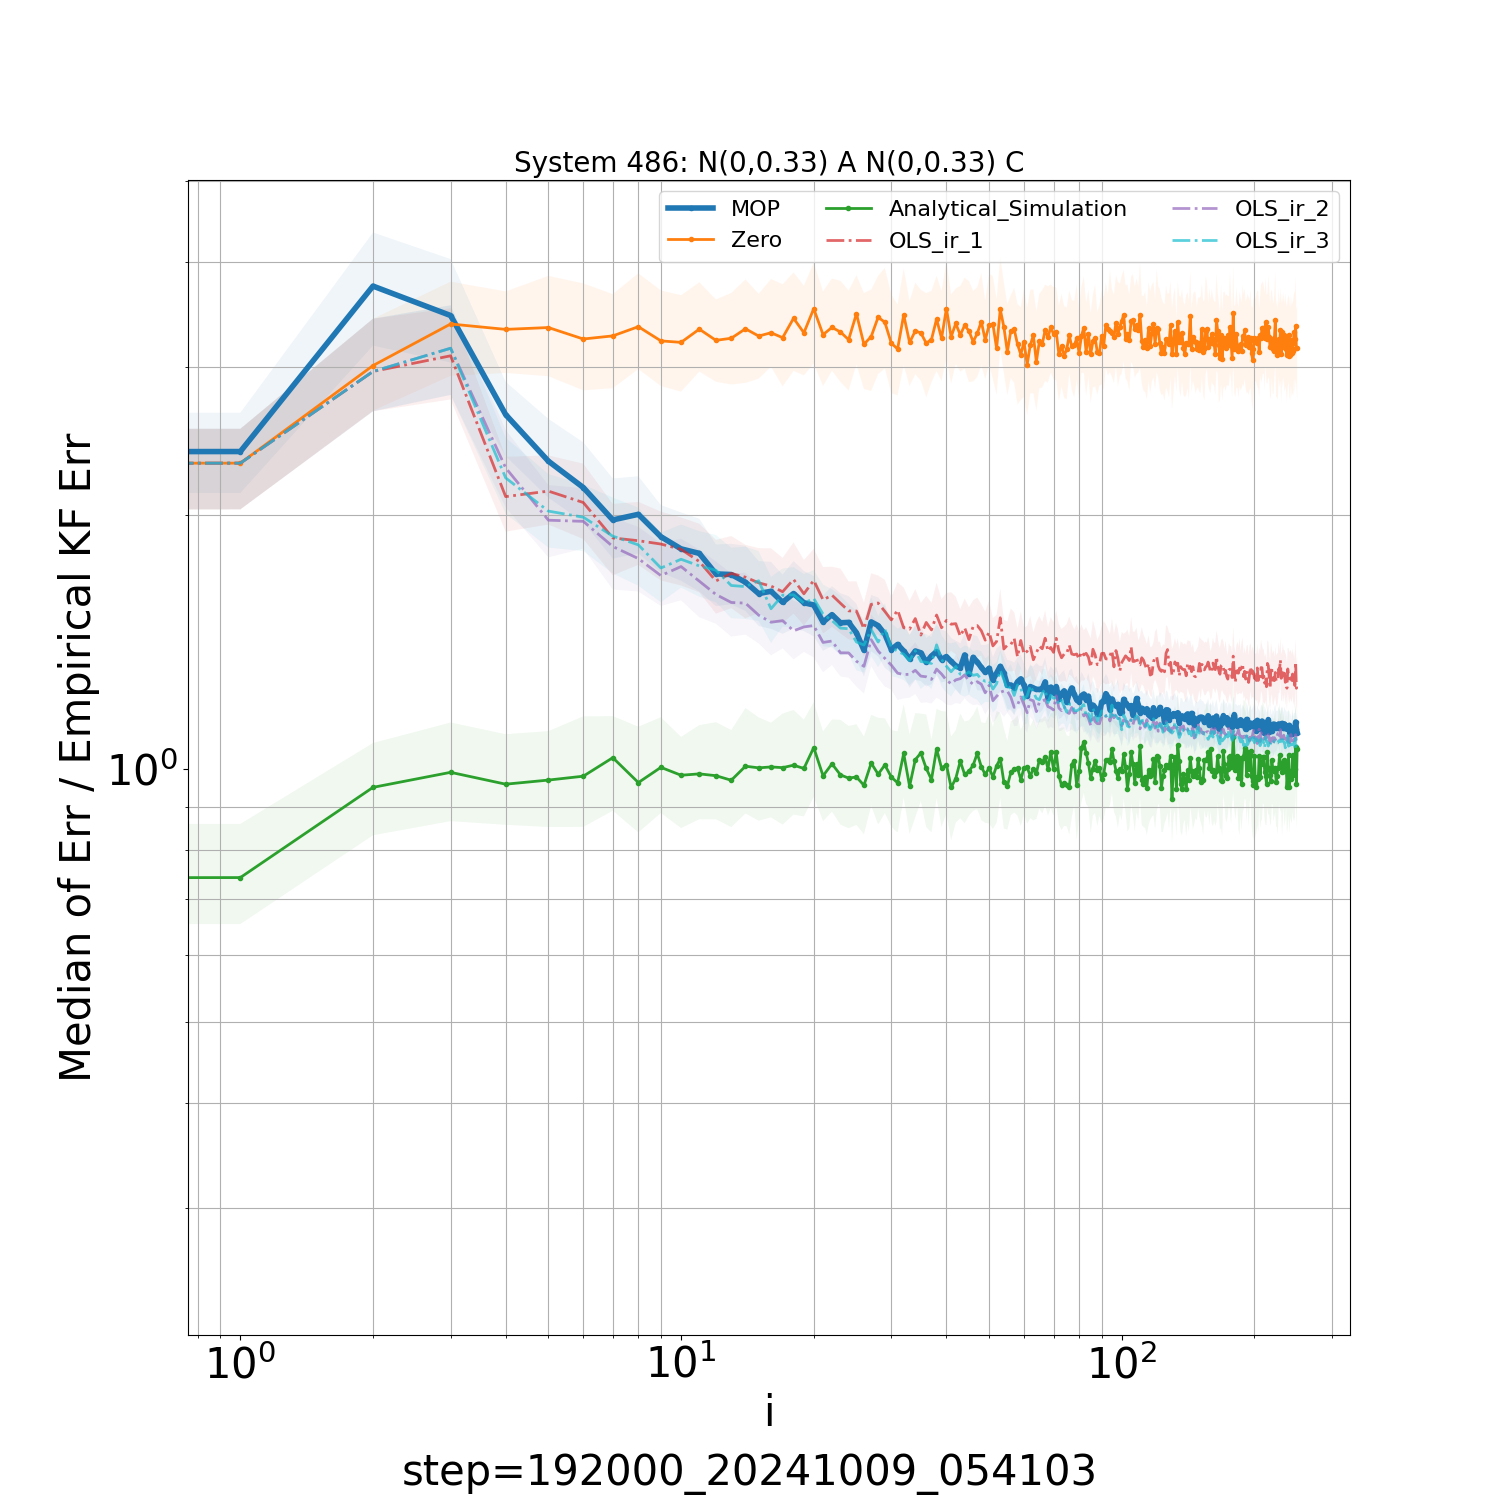 System 486: N(0,0.33) A N(0,0.33) C
MOP
Zero
Analytical_Simulation
OLS_ir_1
OLS_ir_2
OLS_ir_3
Median of Err / Empirical KF Err
10⁰
10⁰ 10¹ 10²
i
step=192000_20241009_054103